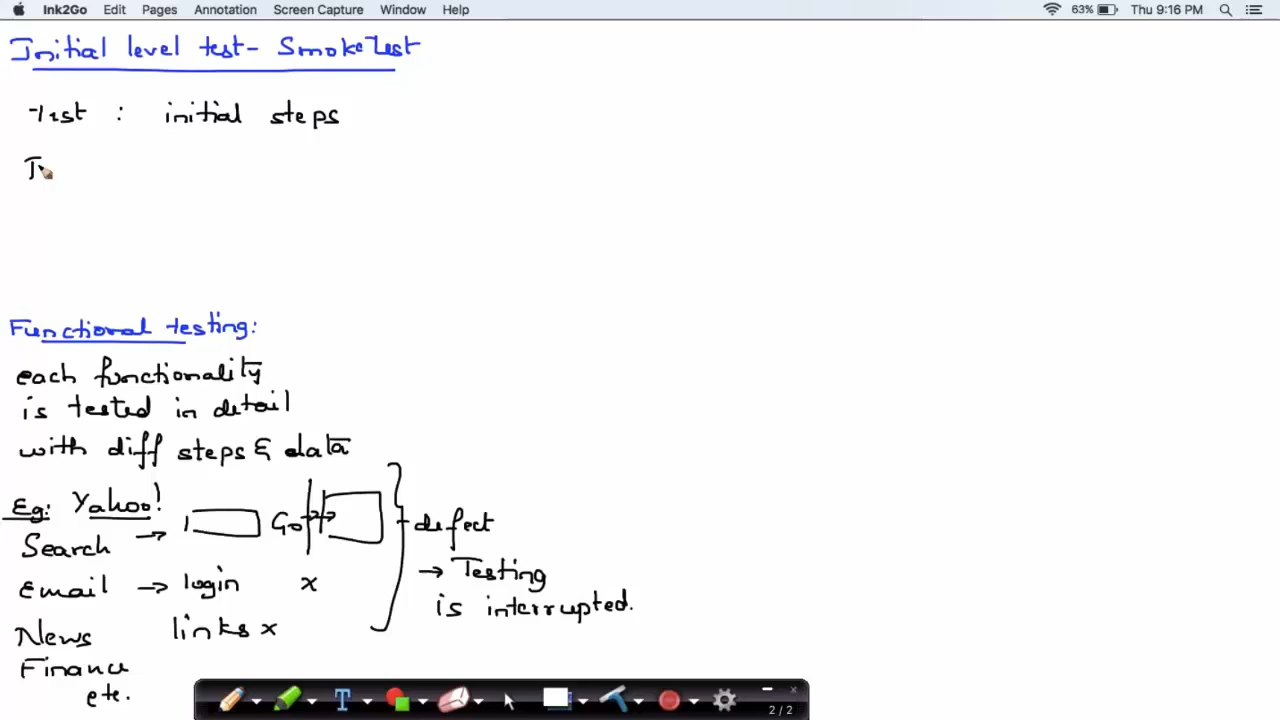 Ink2Go Edit Pages Annotation Screen Capture Window Help 63% Thu 9:16 PM
Initial level test- Smoke Test
Test : initial steps
Functional testing:
each functionality
is tested in detail
with diff steps & data
Eg: Yahoo!
Search → Go defect
Email → login x → Testing
is interrupted.
News links x
Finance
etc.
T
2/2